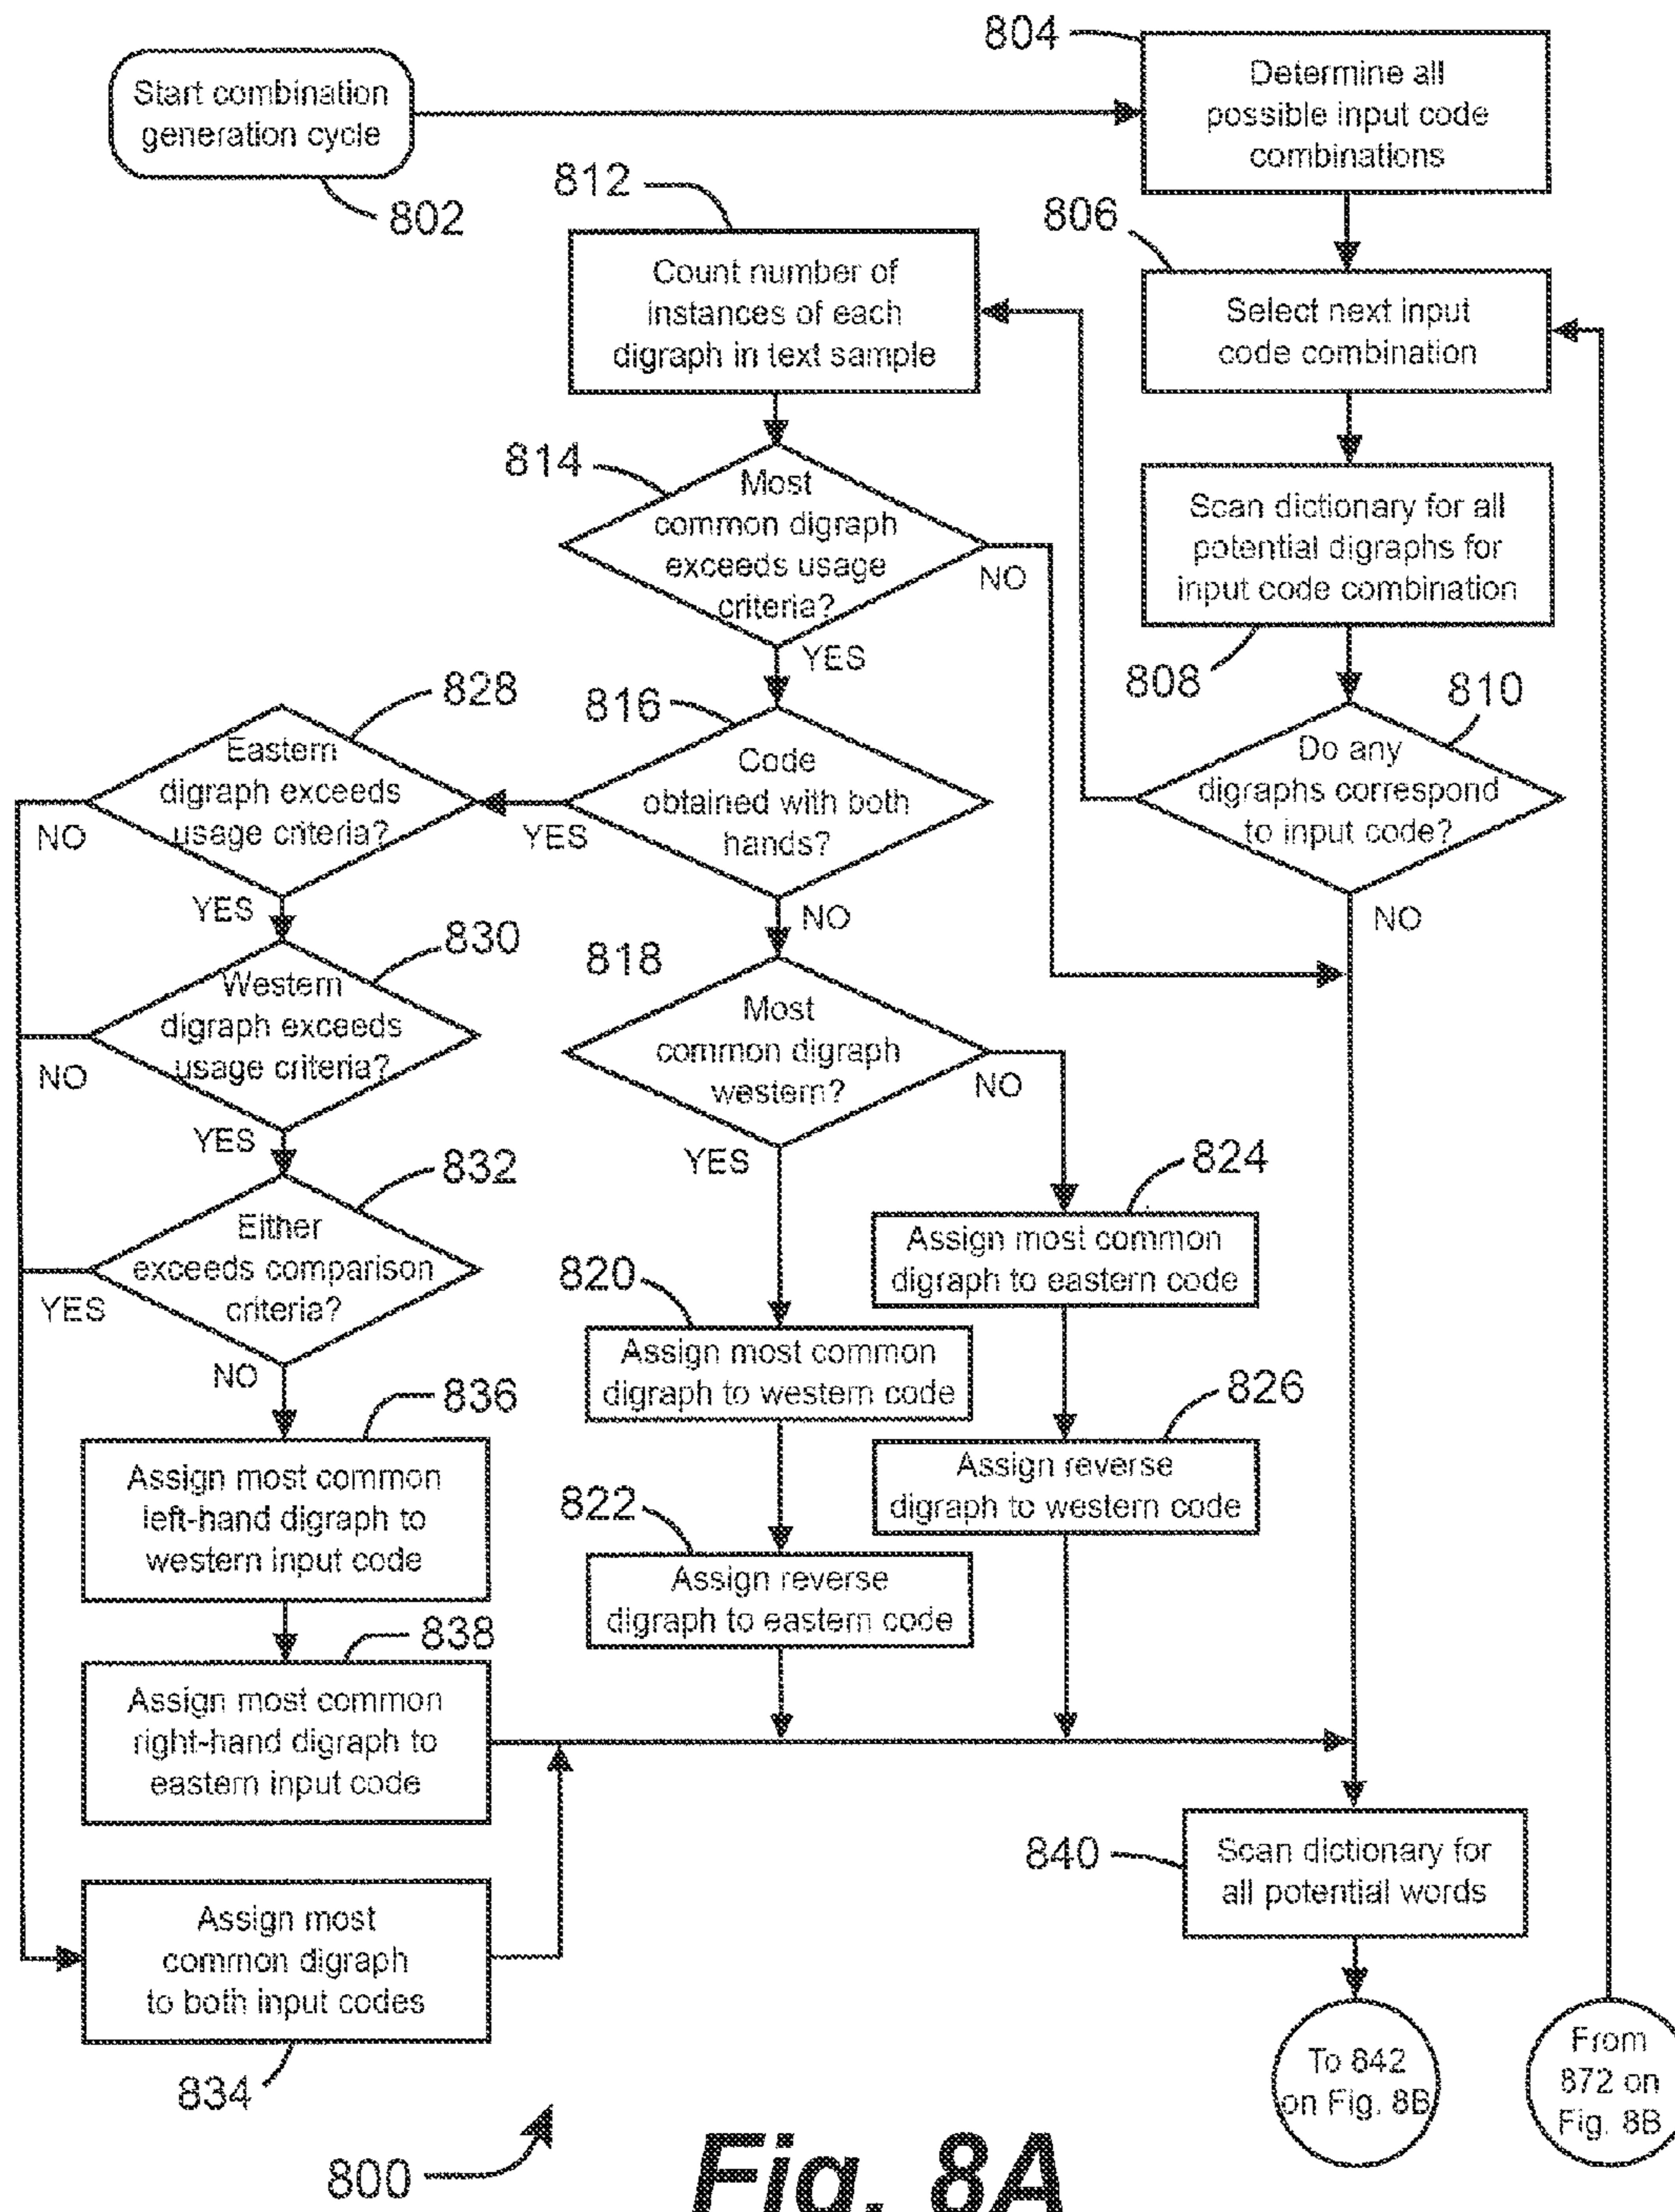 804
Start combination
generation cycle
802
Determine all
possible input code
combinations
812
806
Count number of
instances of each
digraph in text sample
Select next input
code combination
814
Most
common digraph
exceeds usage
criteria?
NO
YES
Scan dictionary for all
potential digraphs for
input code combination
808
810
Do any
digraphs correspond
to input code?
NO
828
Eastern
digraph exceeds
usage criteria?
NO
YES
816
Code
obtained with both
hands?
YES
NO
830
Western
digraph exceeds
usage criteria?
NO
YES
818
Most
common digraph
western?
NO
YES
832
Either
exceeds comparison
criteria?
YES
NO
824
Assign most common
digraph to eastern code
820
Assign most common
digraph to western code
826
Assign reverse
digraph to western code
822
Assign reverse
digraph to eastern code
836
Assign most common
left-hand digraph to
western input code
838
Assign most common
right-hand digraph to
eastern input code
Assign most
common digraph
to both input codes
834
840
Scan dictionary for
all potential words
To 842
on Fig. 8B
From
872 on
Fig. 8B
800
Fig. 8A